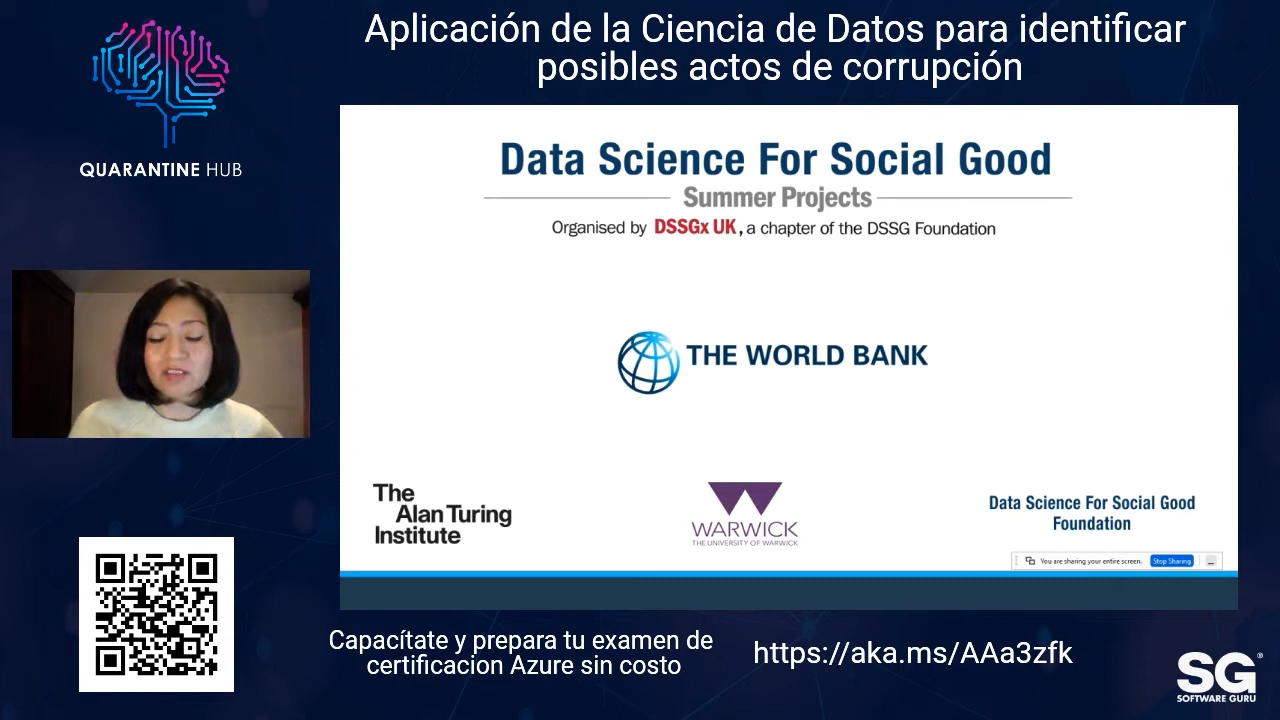 Aplicación de la Ciencia de Datos para identificar
posibles actos de corrupción
QUARANTINE HUB
Data Science For Social Good
Summer Projects
Organised by DSSGx UK, a chapter of the DSSG Foundation
THE WORLD BANK
The
Alan Turing
Institute
WARWICK
THE UNIVERSITY OF WARWICK
Data Science For Social Good
Foundation
You are sharing your entire screen. Stop Sharing
Capacítate y prepara tu examen de
certificacion Azure sin costo
https://aka.ms/AAa3zfk
SG®
SOFTWARE GURU